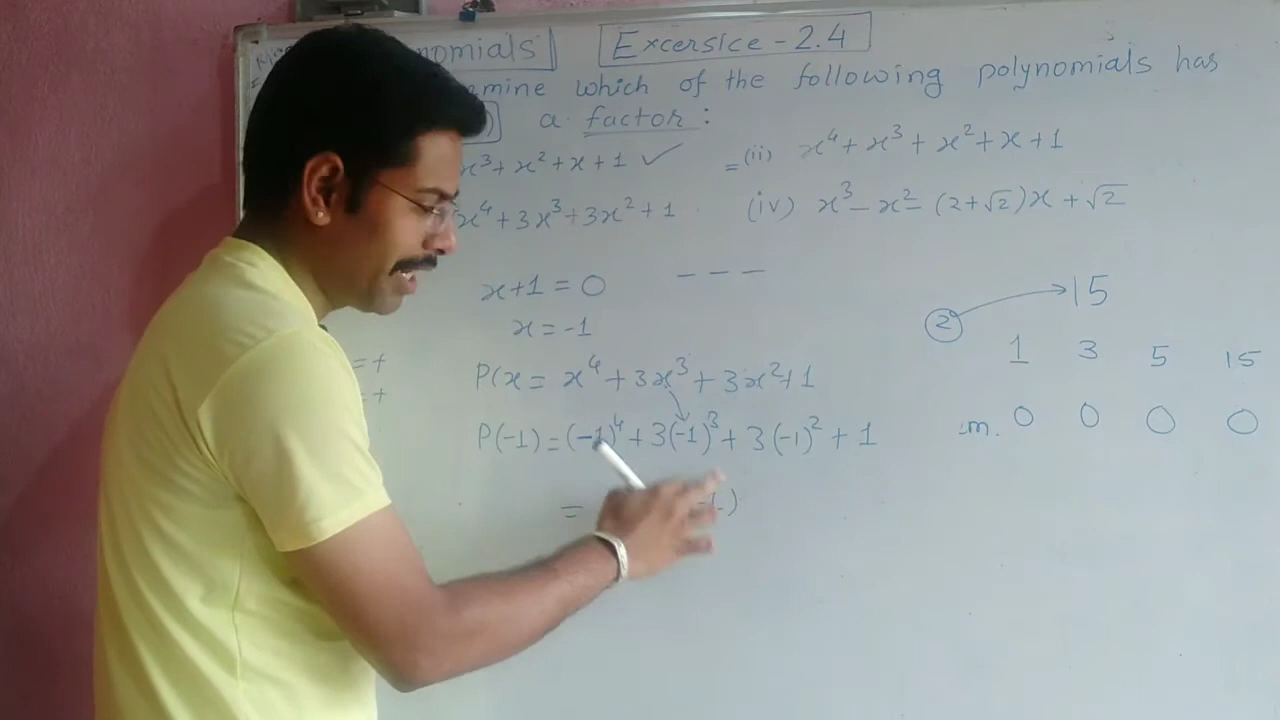 nomials Excersice - 2.4
mine which of the following polynomials has
) a factor :
x³ + x² + x + 1 ✓ = (ii) x⁴ + x³ + x² + x + 1
x⁴ + 3x³ + 3x² + 1 (iv) x³ - x² - (2+√2)x + √2
x+1 = 0 - - -
x = -1
= +
= +
P(x = x⁴ + 3x³ + 3x² + 1
P(-1) = (-1)⁴ + 3(-1)³ + 3(-1)² + 1
= -1)
2 → 15
1 3 5 15
m. 0 0 0 0